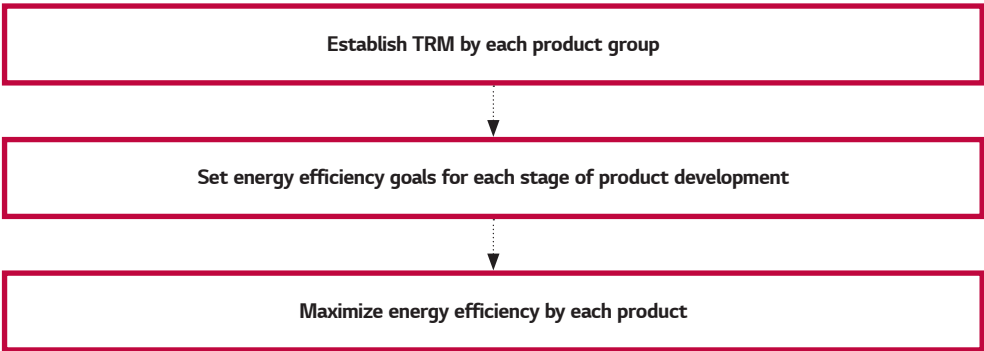 Establish TRM by each product group
Set energy efficiency goals for each stage of product development
Maximize energy efficiency by each product